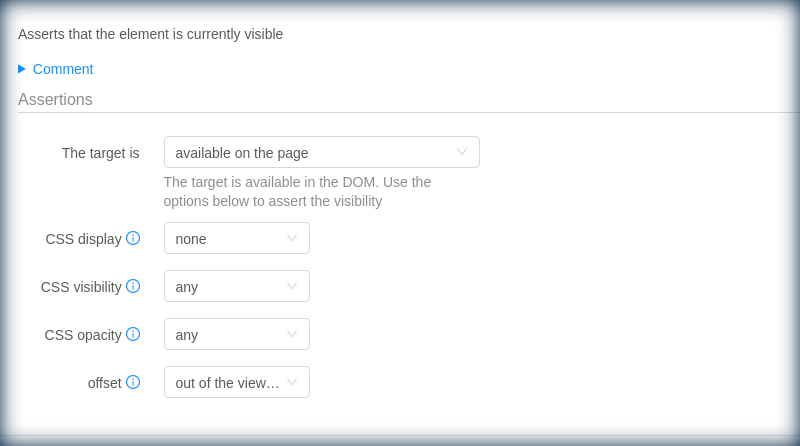 Asserts that the element is currently visible
Comment
Assertions
The target is available on the page
The target is available in the DOM. Use the
options below to assert the visibility
CSS display none
CSS visibility any
CSS opacity any
offset out of the view…